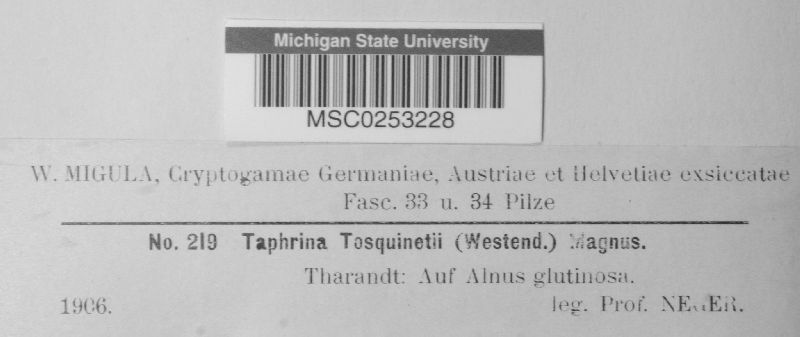 Michigan State University
MSC0253228
W. MIGULA, Cryptogamae Germaniae, Austriae et Helvetiae exsiccatae
Fasc. 33 u. 34 Pilze
No. 219 Taphrina Tosquinetii (Westend.) Magnus.
Tharandt: Auf Alnus glutinosa.
1906. leg. Prof. NEGER.